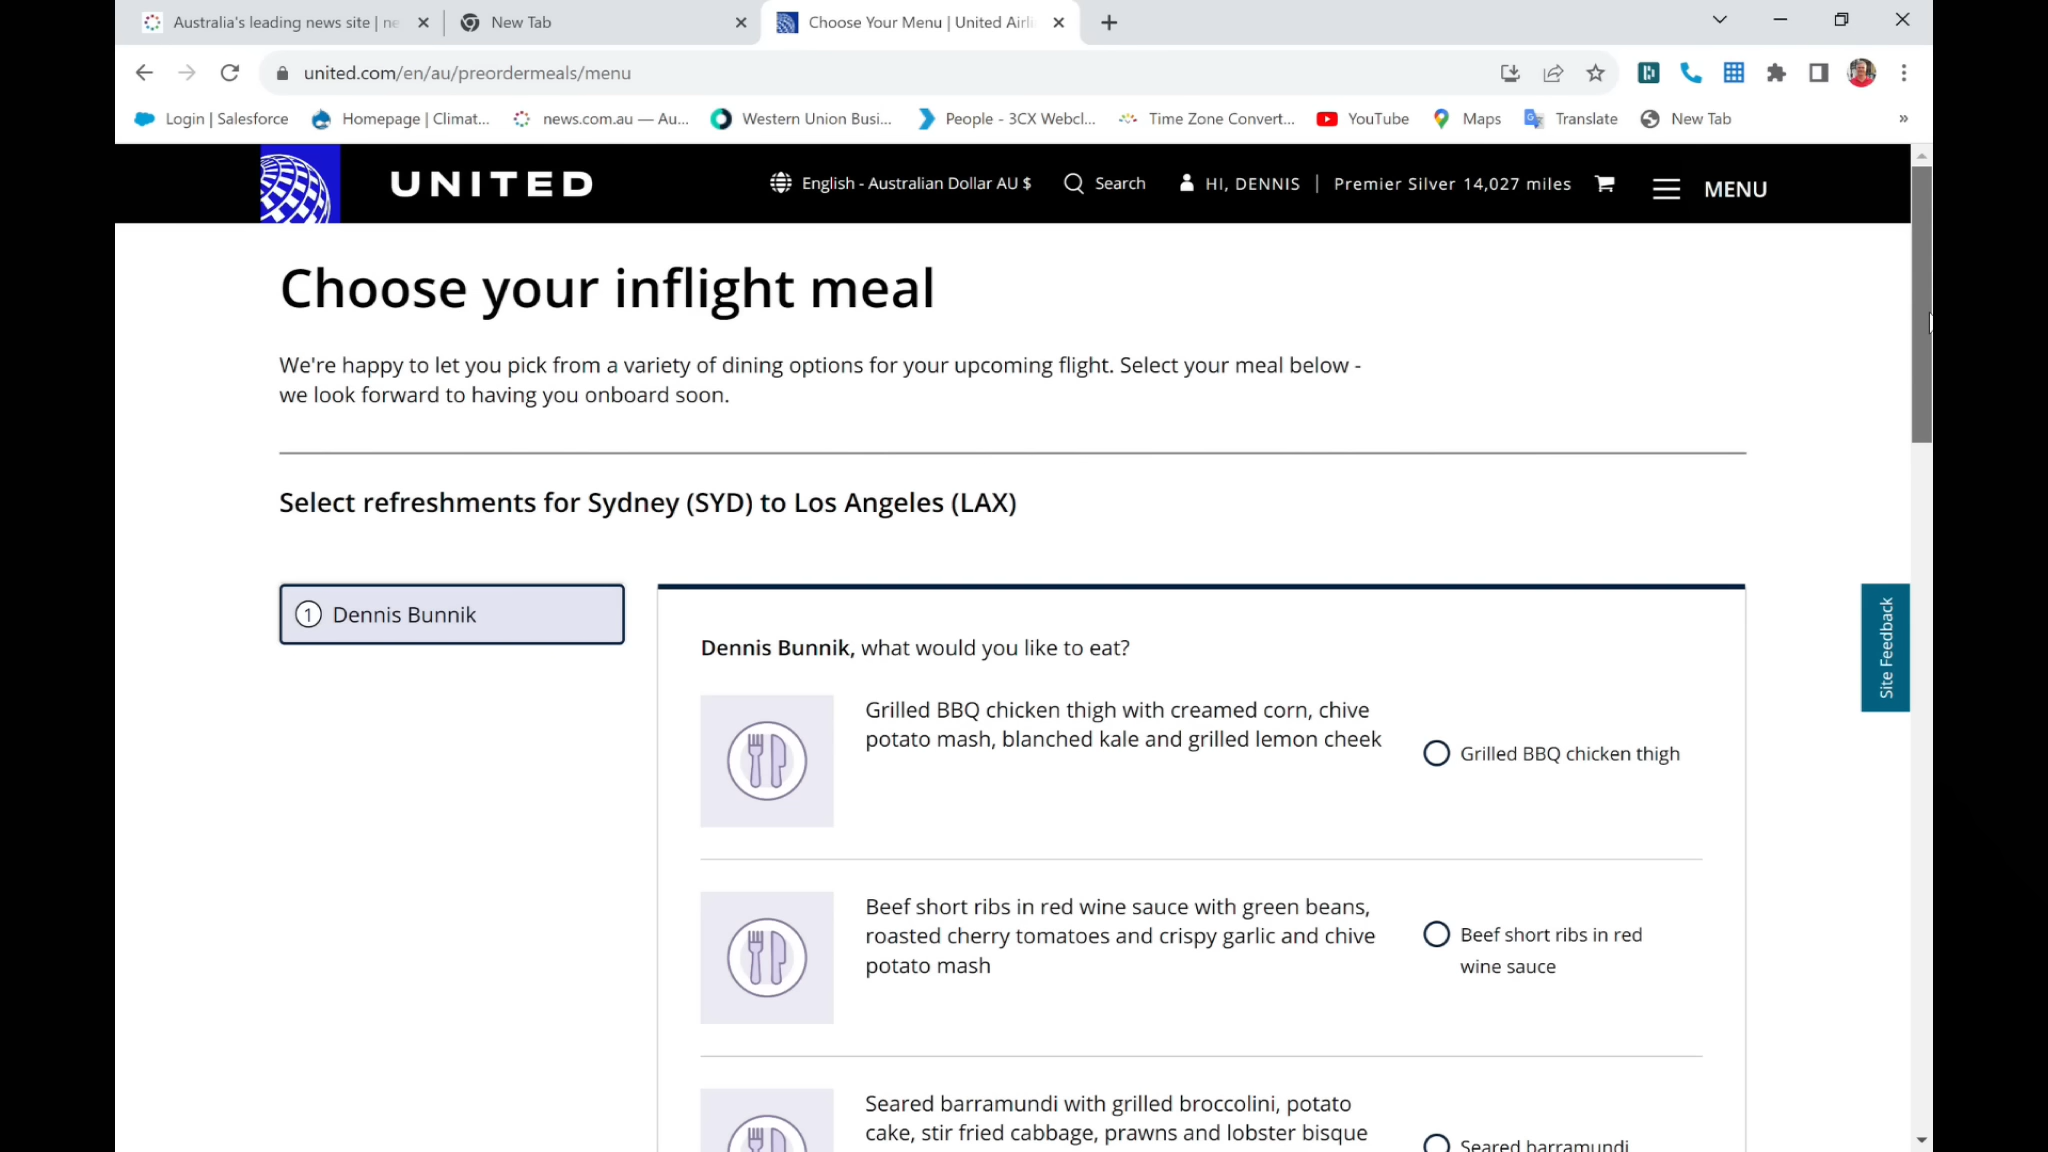 Australia's leading news site | ne
New Tab
Choose Your Menu | United Airli
united.com/en/au/preordermeals/menu
Login | Salesforce
Homepage | Climat...
news.com.au — Au...
Western Union Busi...
People - 3CX Webcl...
Time Zone Convert...
YouTube
Maps
Translate
New Tab
»
UNITED
English - Australian Dollar AU $
Search
HI, DENNIS | Premier Silver 14,027 miles
MENU
Choose your inflight meal
We're happy to let you pick from a variety of dining options for your upcoming flight. Select your meal below -
we look forward to having you onboard soon.
Select refreshments for Sydney (SYD) to Los Angeles (LAX)
1 Dennis Bunnik
Site Feedback
Dennis Bunnik, what would you like to eat?
Grilled BBQ chicken thigh with creamed corn, chive
potato mash, blanched kale and grilled lemon cheek
Grilled BBQ chicken thigh
Beef short ribs in red wine sauce with green beans,
roasted cherry tomatoes and crispy garlic and chive
potato mash
Beef short ribs in red
wine sauce
Seared barramundi with grilled broccolini, potato
cake, stir fried cabbage, prawns and lobster bisque
Seared barramundi